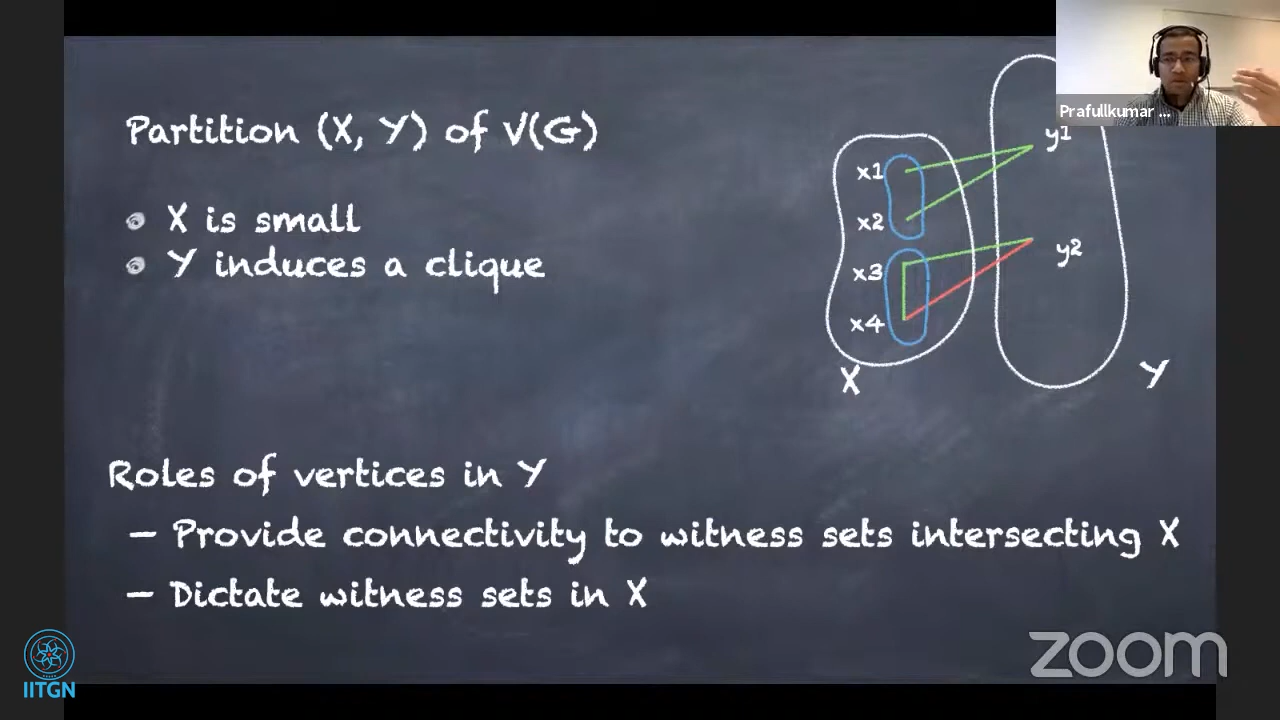 Prafullkumar ...
Partition (X, Y) of V(G)
X is small
Y induces a clique
x1
x2
x3
x4
X
y1
y2
Y
Roles of vertices in Y
— Provide connectivity to witness sets intersecting X
— Dictate witness sets in X
IITGN
zoom